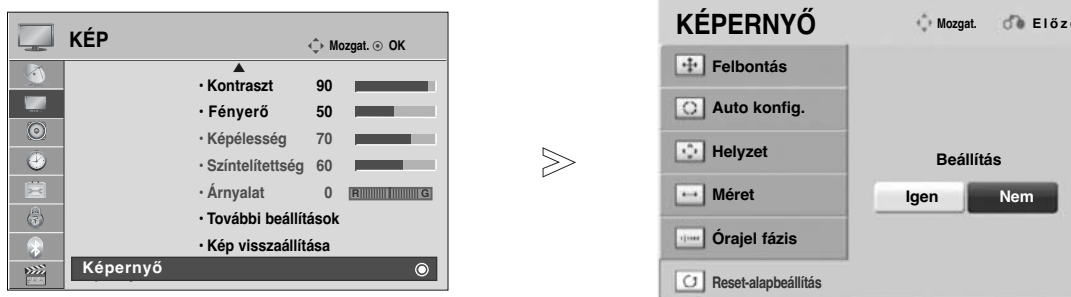 KÉP
Mozgat. OK
Kontraszt 90
Fényerő 50
Képélesség 70
Színtelítettség 60
Árnyalat 0 R G
További beállítások
Kép visszaállítása
Képernyő
KÉPERNYŐ
Mozgat.
Felbontás
Auto konfig.
Helyzet
Méret
Órajel fázis
Reset-alapbeállítás
Beállítás
Igen Nem